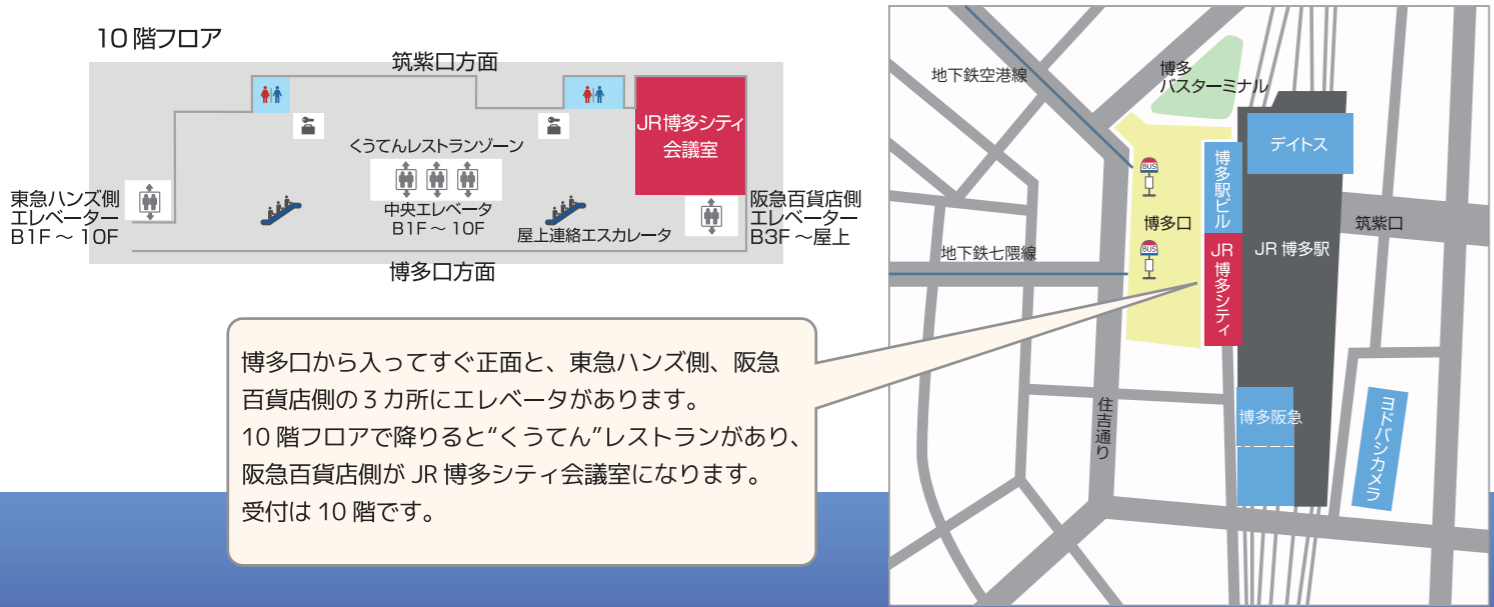 10階フロア
筑紫口方面
JR博多シティ
会議室
くうてんレストランゾーン
東急ハンズ側
エレベーター
B1F～10F
中央エレベータ
B1F～10F
屋上連絡エスカレータ
阪急百貨店側
エレベーター
B3F～屋上
博多口方面
博多口から入ってすぐ正面と、東急ハンズ側、阪急
百貨店側の3カ所にエレベータがあります。
10階フロアで降りると“くうてん”レストランがあり、
阪急百貨店側がJR博多シティ会議室になります。
受付は10階です。
地下鉄空港線
博多
バスターミナル
デイトス
BUS
博多駅ビル
博多口
筑紫口
BUS
地下鉄七隈線
JR博多シティ
JR博多駅
住吉通り
博多阪急
ヨドバシカメラ